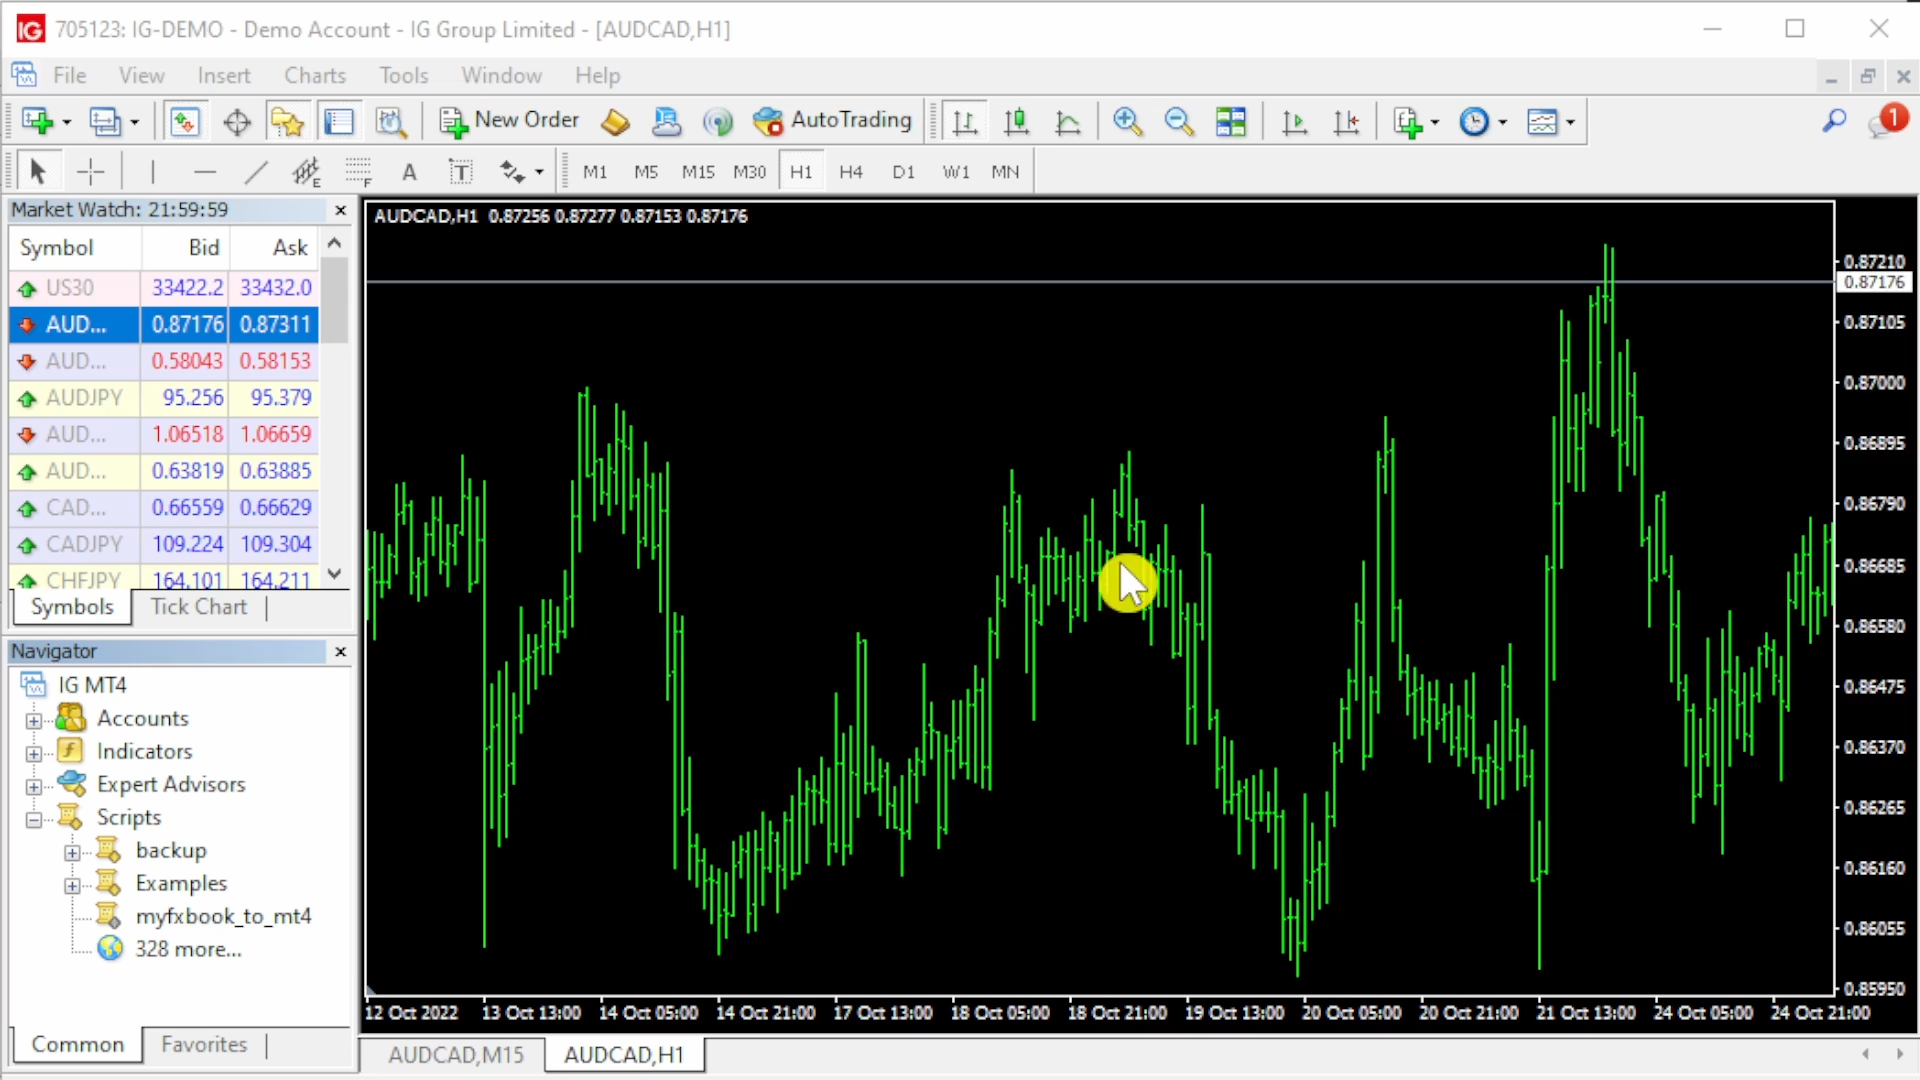 IG 705123: IG-DEMO - Demo Account - IG Group Limited - [AUDCAD,H1]
File View Insert Charts Tools Window Help
New Order AutoTrading 1
E F A T M1 M5 M15 M30 H1 H4 D1 W1 MN
Market Watch: 21:59:59
Symbol Bid Ask
US30 33422.2 33432.0
AUD... 0.87176 0.87311
AUD... 0.58043 0.58153
AUDJPY 95.256 95.379
AUD... 1.06518 1.06659
AUD... 0.63819 0.63885
CAD... 0.66559 0.66629
CADJPY 109.224 109.304
CHFJPY 164.101 164.211
Symbols Tick Chart
Navigator
IG MT4
Accounts
Indicators
Expert Advisors
Scripts
backup
Examples
myfxbook_to_mt4
328 more...
Common Favorites
AUDCAD,H1 0.87256 0.87277 0.87153 0.87176
0.87210
0.87176
0.87105
0.87000
0.86895
0.86790
0.86685
0.86580
0.86475
0.86370
0.86265
0.86160
0.86055
0.85950
12 Oct 2022 13 Oct 13:00 14 Oct 05:00 14 Oct 21:00 17 Oct 13:00 18 Oct 05:00 18 Oct 21:00 19 Oct 13:00 20 Oct 05:00 20 Oct 21:00 21 Oct 13:00 24 Oct 05:00 24 Oct 21:00
AUDCAD,M15 AUDCAD,H1